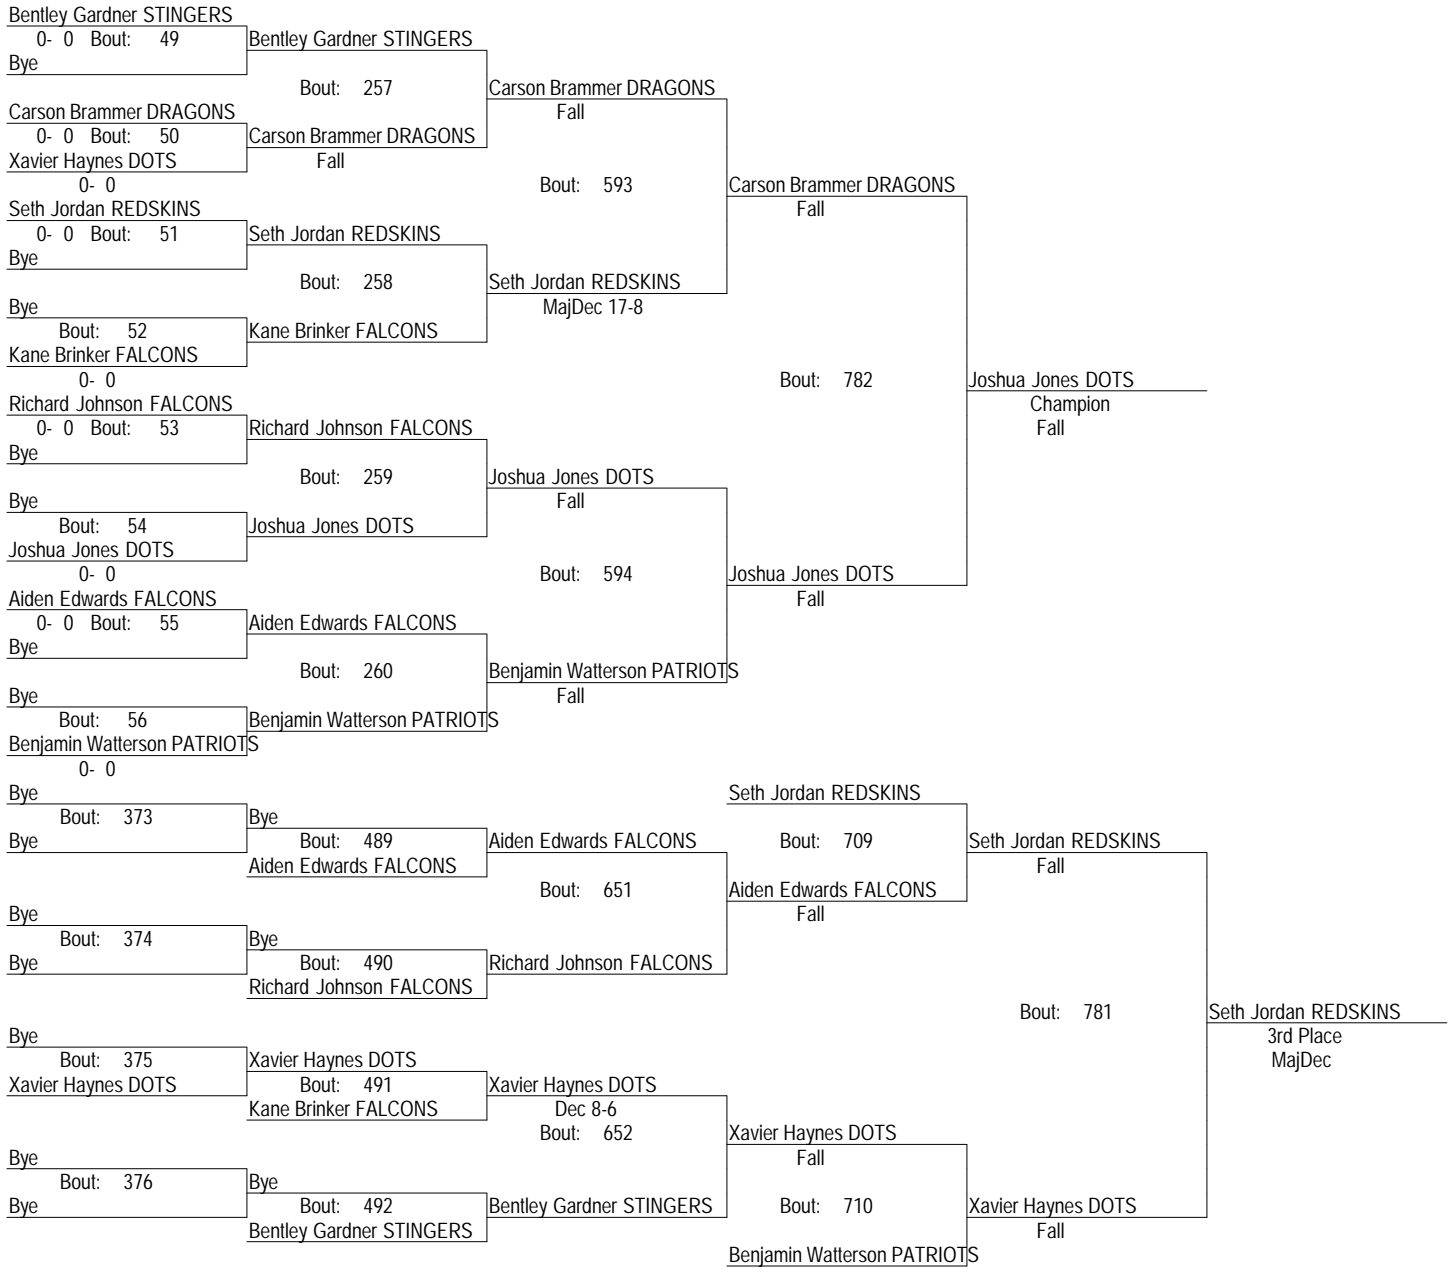 Bentley Gardner STINGERS
0- 0 Bout: 49 Bentley Gardner STINGERS
Bye
Bout: 257 Carson Brammer DRAGONS
Carson Brammer DRAGONS Fall
0- 0 Bout: 50 Carson Brammer DRAGONS
Xavier Haynes DOTS Fall
0- 0 Bout: 593 Carson Brammer DRAGONS
Seth Jordan REDSKINS Fall
0- 0 Bout: 51 Seth Jordan REDSKINS
Bye
Bout: 258 Seth Jordan REDSKINS
Bye MajDec 17-8
Bout: 52 Kane Brinker FALCONS
Kane Brinker FALCONS
0- 0 Bout: 782 Joshua Jones DOTS
Richard Johnson FALCONS Champion
0- 0 Bout: 53 Richard Johnson FALCONS Fall
Bye
Bout: 259 Joshua Jones DOTS
Bye Fall
Bout: 54 Joshua Jones DOTS
Joshua Jones DOTS
0- 0 Bout: 594 Joshua Jones DOTS
Aiden Edwards FALCONS Fall
0- 0 Bout: 55 Aiden Edwards FALCONS
Bye
Bout: 260 Benjamin Watterson PATRIOTS
Bye Fall
Bout: 56 Benjamin Watterson PATRIOTS
Benjamin Watterson PATRIOTS
0- 0
Bye Seth Jordan REDSKINS
Bout: 373 Bye
Bye Bout: 489 Aiden Edwards FALCONS Bout: 709 Seth Jordan REDSKINS
Aiden Edwards FALCONS Fall
Bout: 651 Aiden Edwards FALCONS
Bye Fall
Bout: 374 Bye
Bye Bout: 490 Richard Johnson FALCONS
Richard Johnson FALCONS
Bout: 781 Seth Jordan REDSKINS
Bye 3rd Place
Bout: 375 Xavier Haynes DOTS MajDec
Xavier Haynes DOTS Bout: 491 Xavier Haynes DOTS
Kane Brinker FALCONS Dec 8-6
Bout: 652 Xavier Haynes DOTS
Bye Fall
Bout: 376 Bye
Bye Bout: 492 Bentley Gardner STINGERS Bout: 710 Xavier Haynes DOTS
Bentley Gardner STINGERS Fall
Benjamin Watterson PATRIOTS